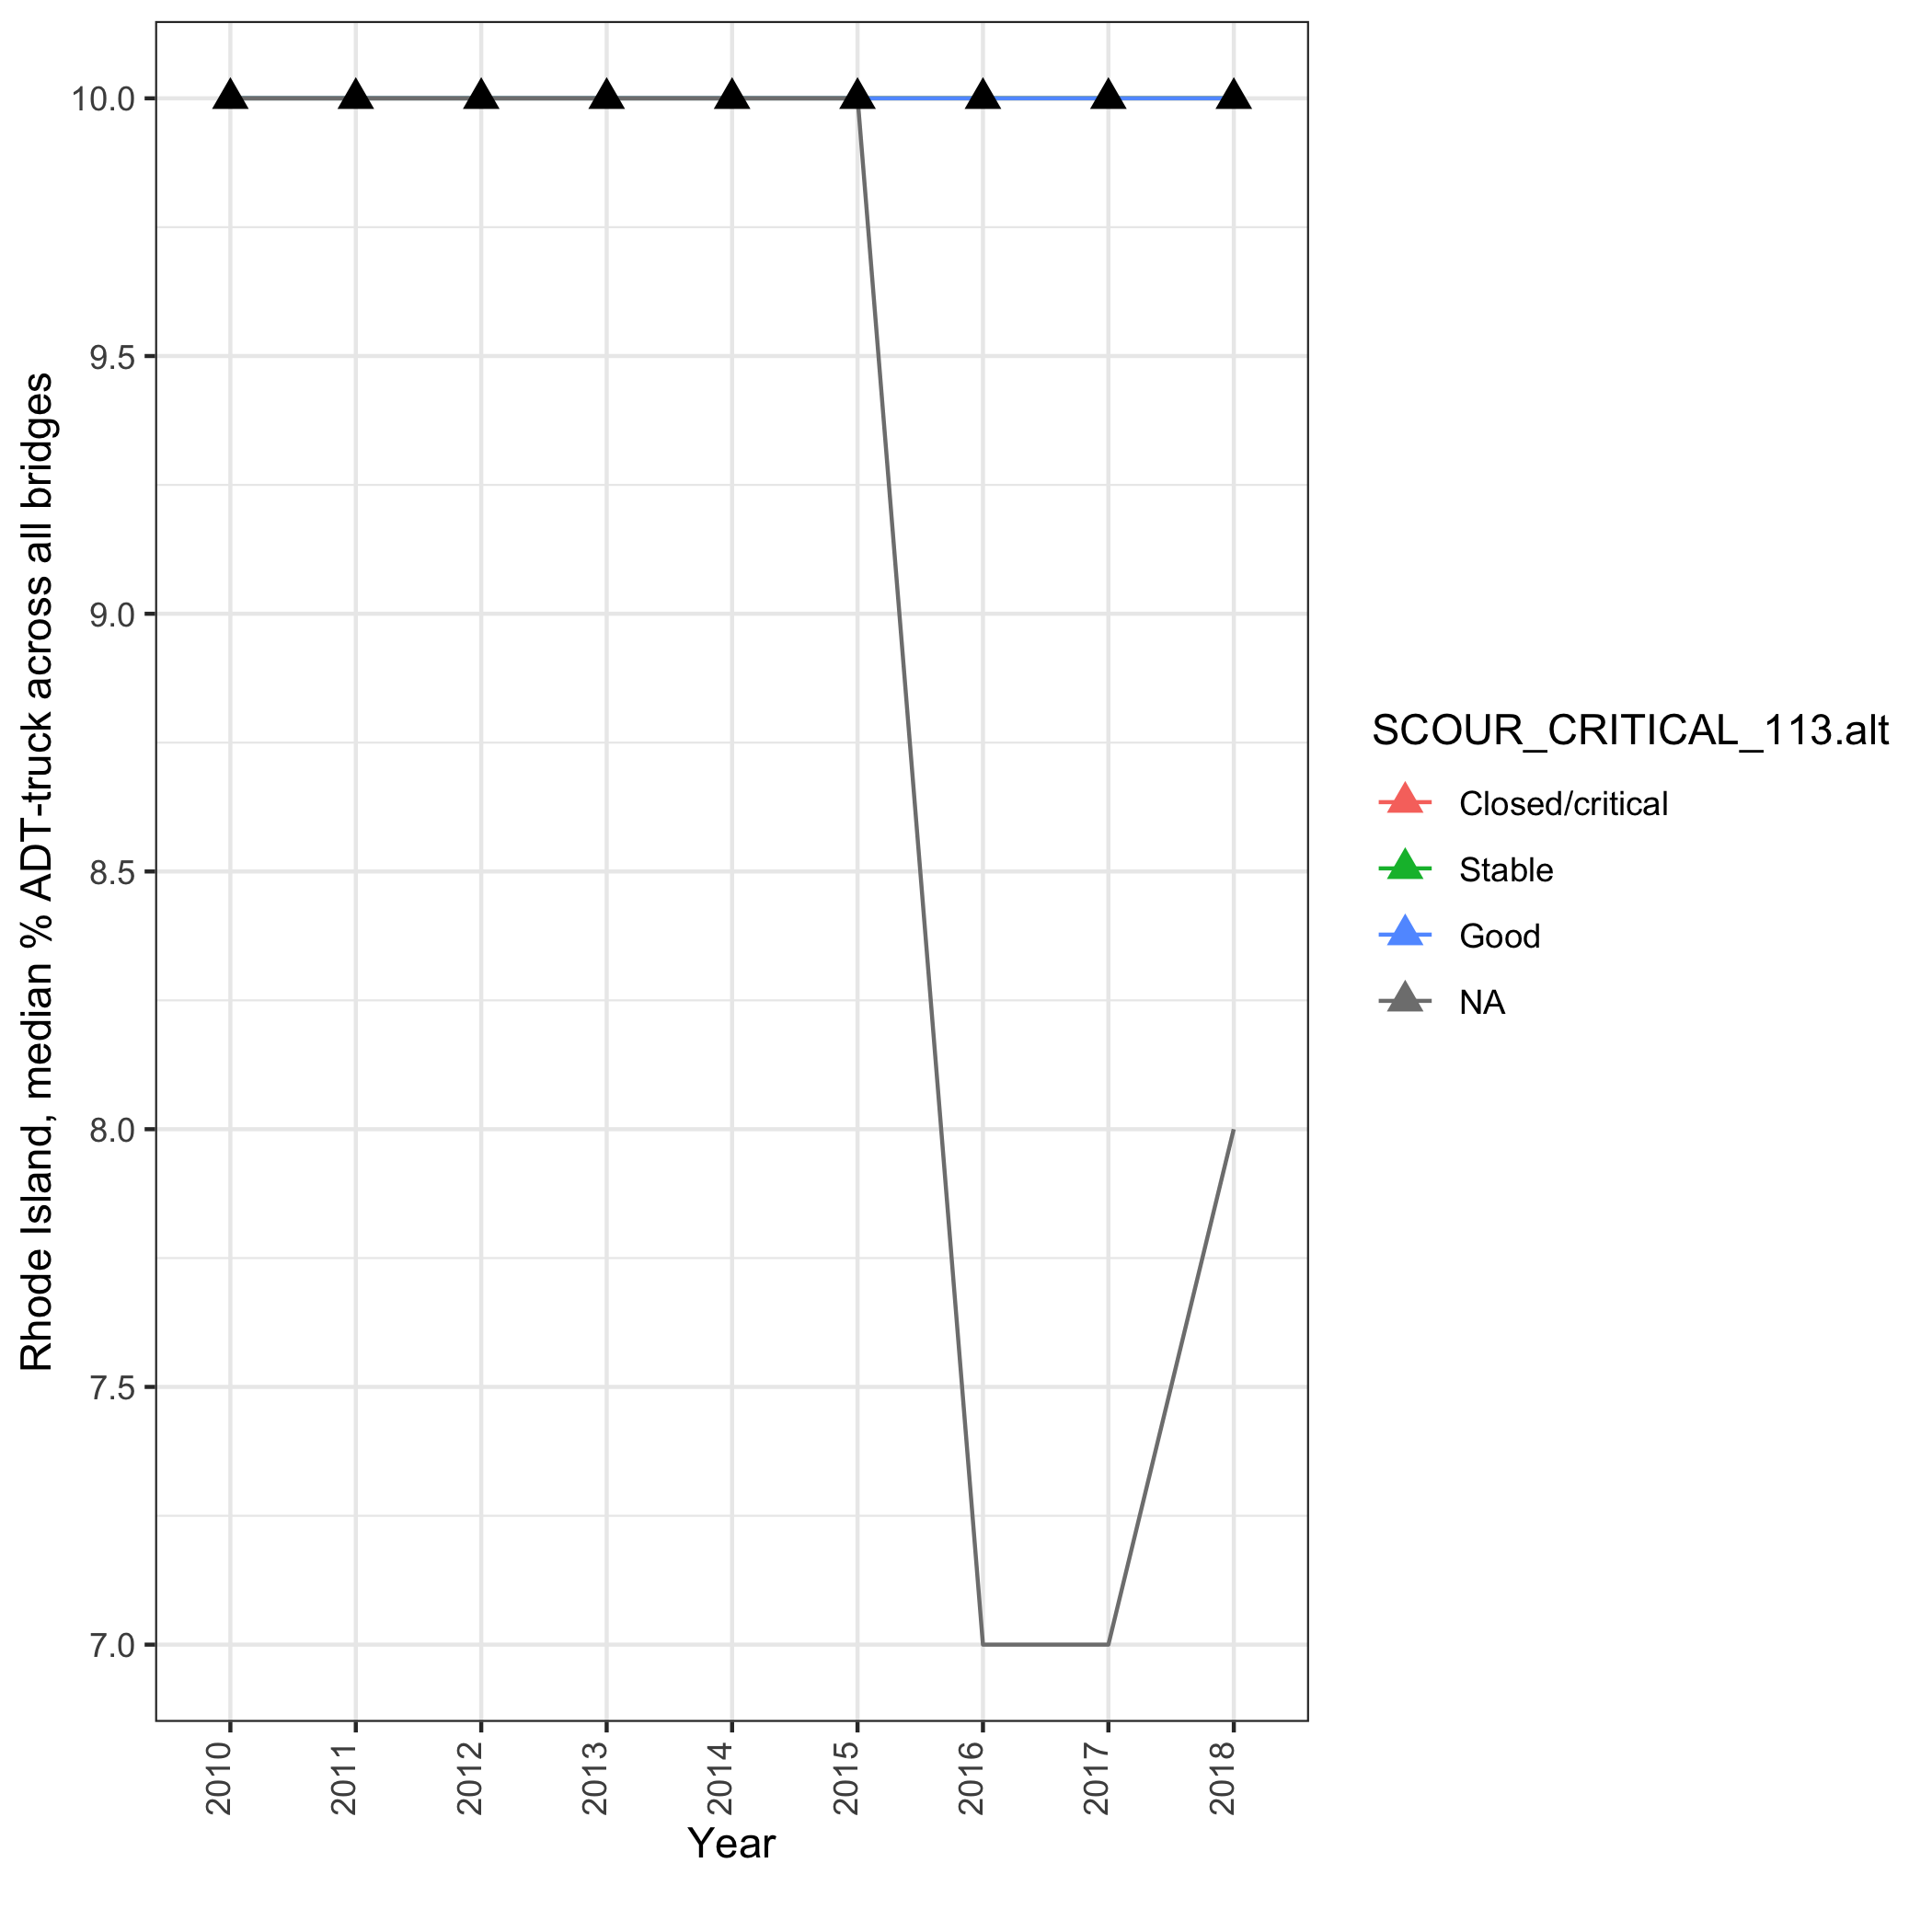 Rhode Island, median % ADT-truck across all bridges
10.0
9.5
9.0
8.5
8.0
7.5
7.0
2010
2011
2012
2013
2014
2015
2016
2017
2018
Year
SCOUR_CRITICAL_113.alt
Closed/critical
Stable
Good
NA